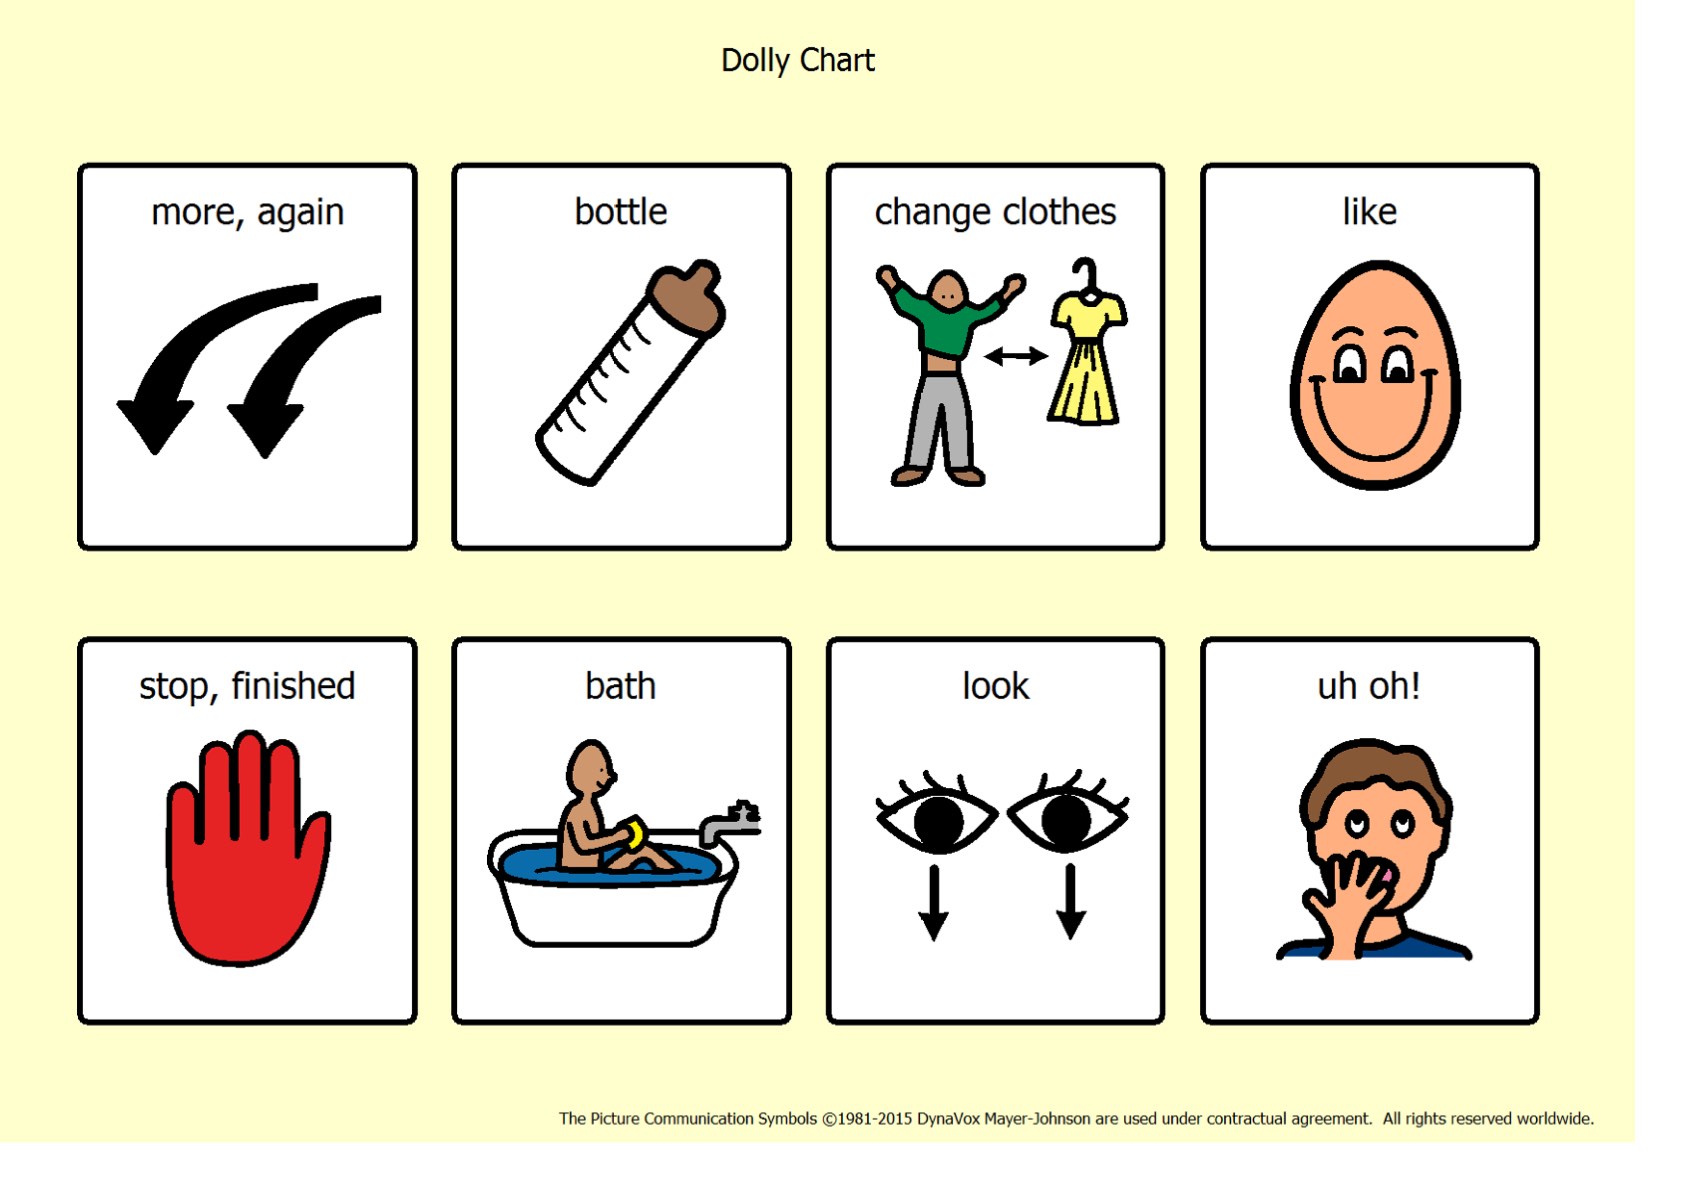 Dolly Chart
more, again
bottle
change clothes
like
stop, finished
bath
look
uh oh!
The Picture Communication Symbols ©1981-2015 DynaVox Mayer-Johnson are used under contractual agreement.  All rights reserved worldwide.